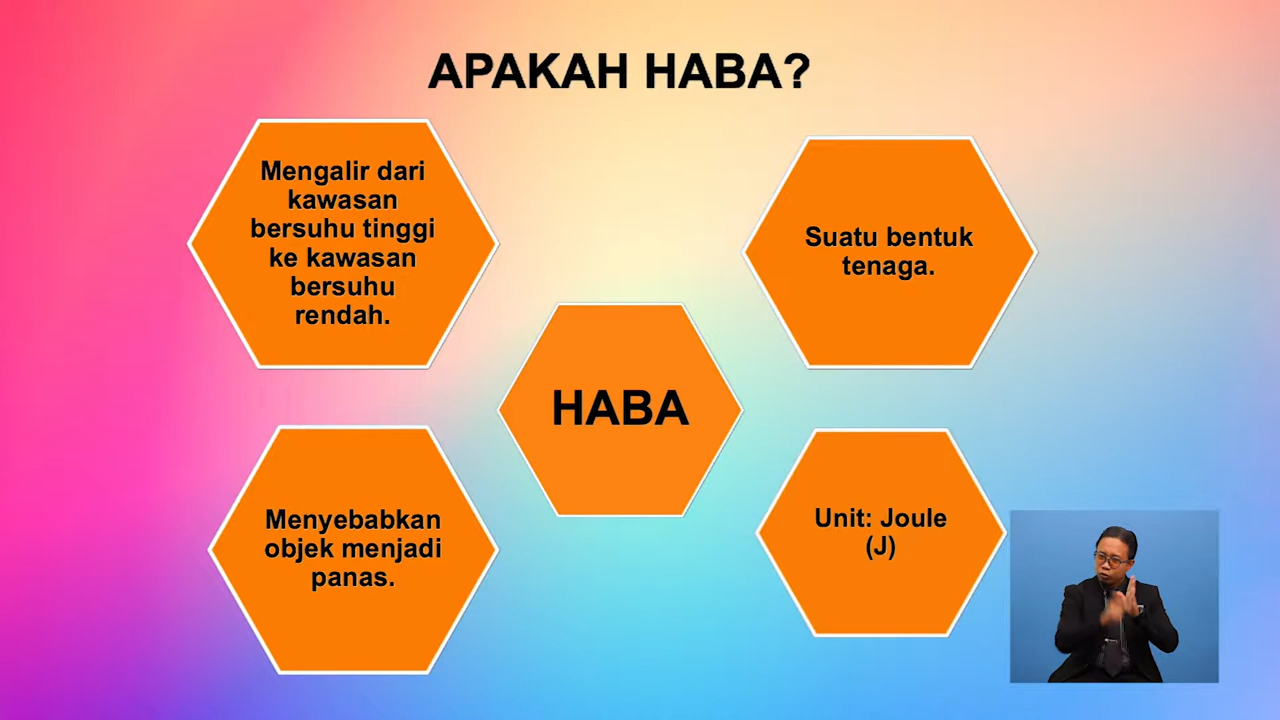 APAKAH HABA?
Mengalir dari
kawasan
bersuhu tinggi
ke kawasan
bersuhu
rendah.
Suatu bentuk
tenaga.
HABA
Menyebabkan
objek menjadi
panas.
Unit: Joule
(J)